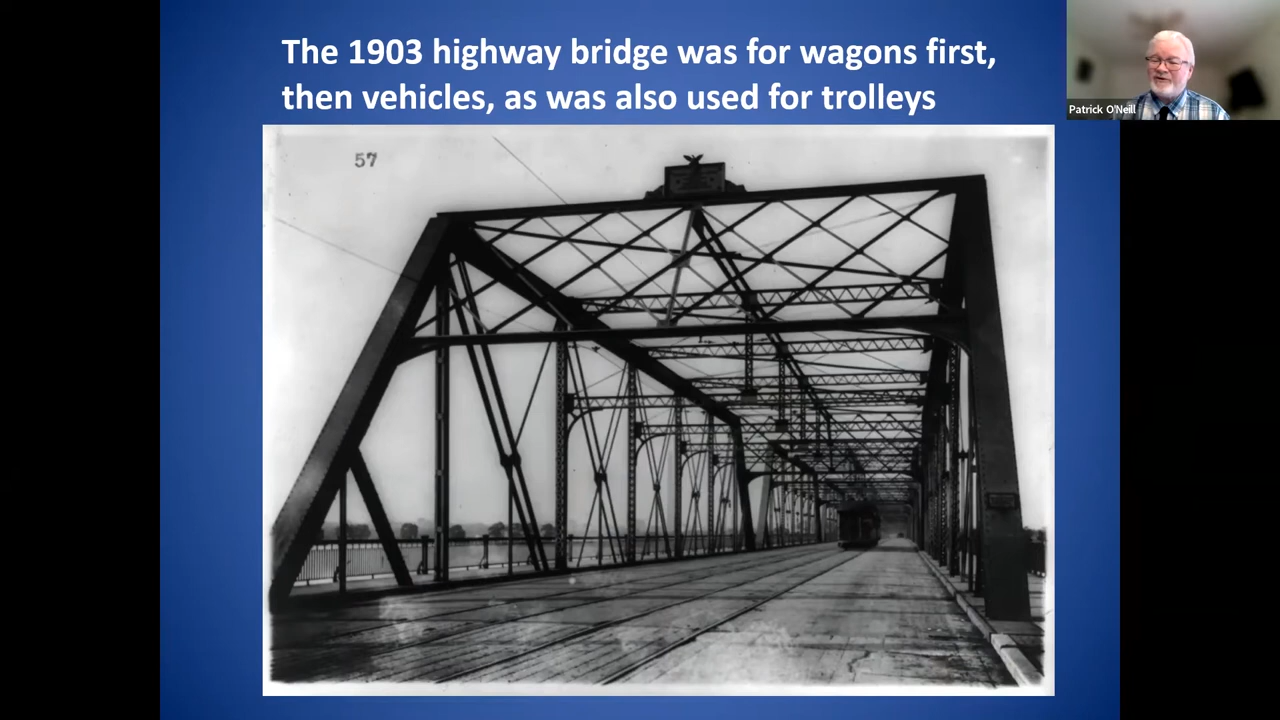 The 1903 highway bridge was for wagons first,
then vehicles, as was also used for trolleys
Patrick O'Neill
57